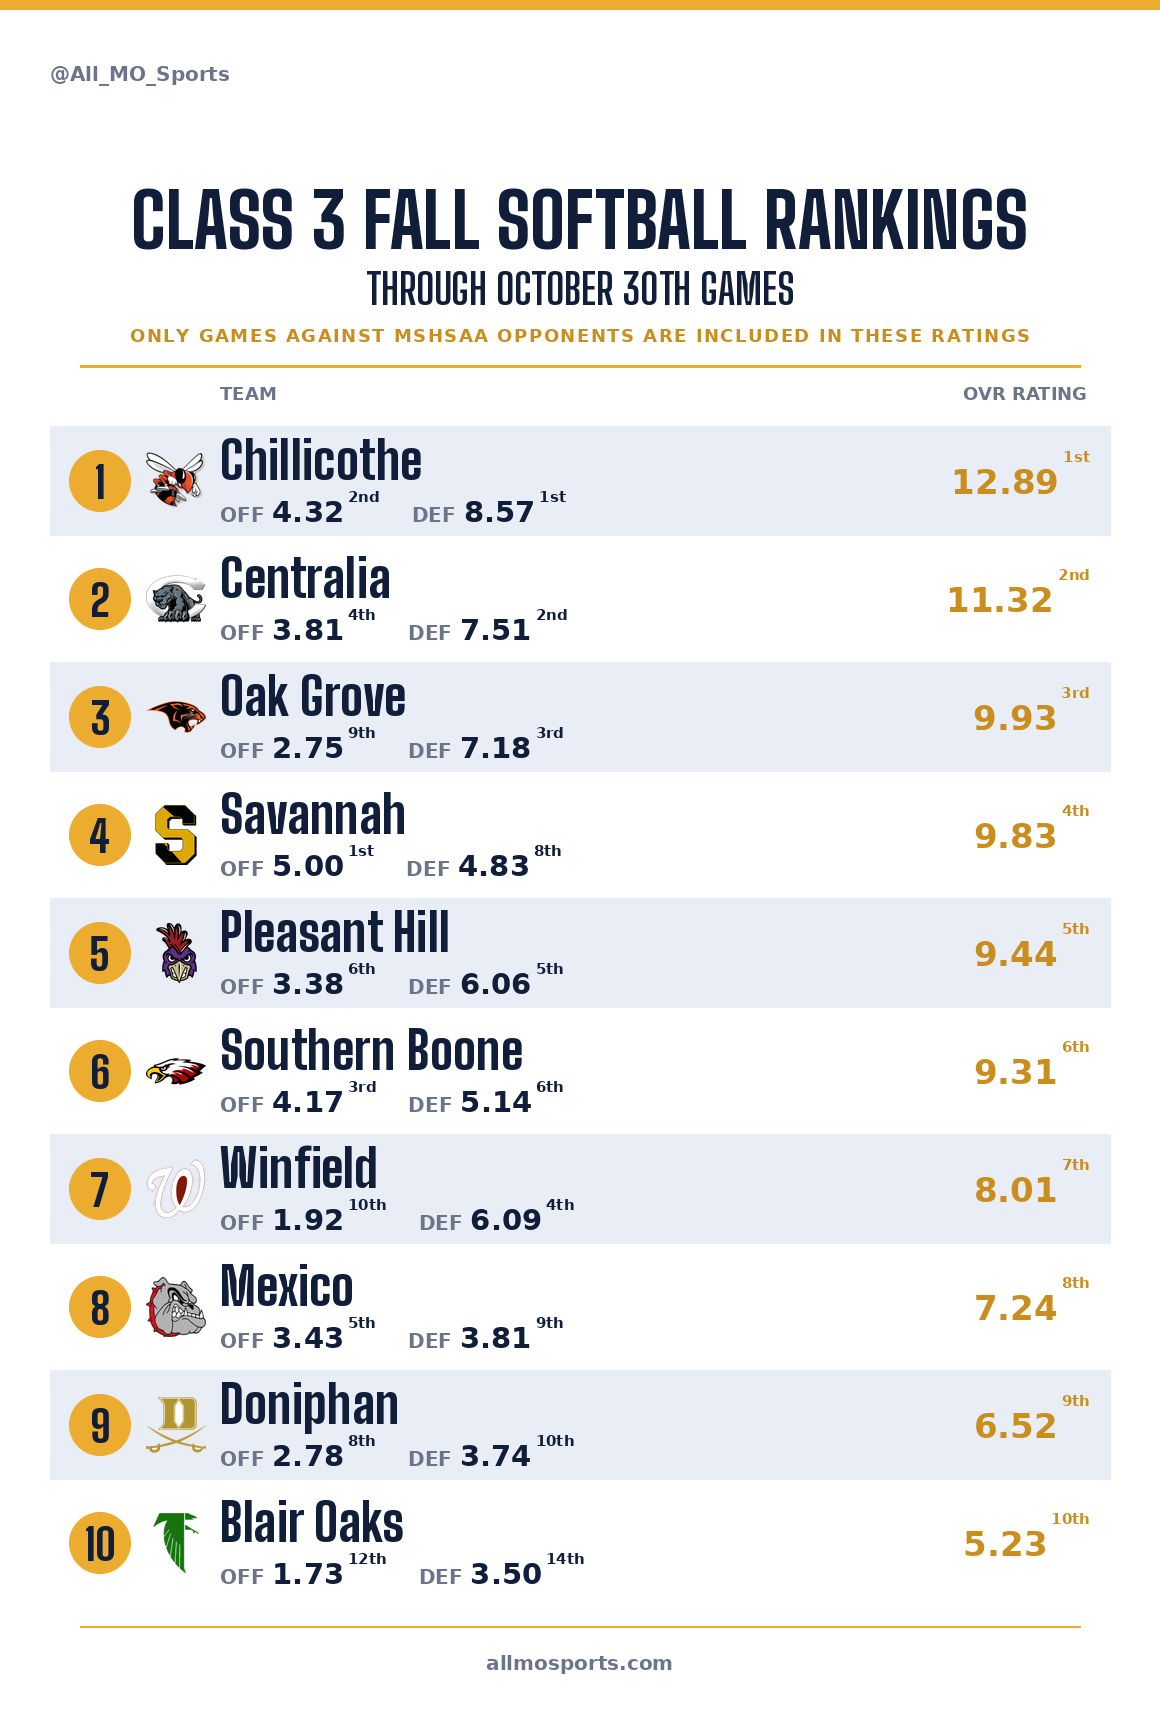 @All_MO_Sports
CLASS 3 FALL SOFTBALL RANKINGS
THROUGH OCTOBER 30TH GAMES
ONLY GAMES AGAINST MSHSAA OPPONENTS ARE INCLUDED IN THESE RATINGS
TEAM OVR RATING
1 Chillicothe 12.89 1st
OFF 4.32 2nd DEF 8.57 1st
2 Centralia 11.32 2nd
OFF 3.81 4th DEF 7.51 2nd
3 Oak Grove 9.93 3rd
OFF 2.75 9th DEF 7.18 3rd
4 S Savannah 9.83 4th
OFF 5.00 1st DEF 4.83 8th
5 Pleasant Hill 9.44 5th
OFF 3.38 6th DEF 6.06 5th
6 Southern Boone 9.31 6th
OFF 4.17 3rd DEF 5.14 6th
7 W Winfield 8.01 7th
OFF 1.92 10th DEF 6.09 4th
8 Mexico 7.24 8th
OFF 3.43 5th DEF 3.81 9th
9 D Doniphan 6.52 9th
OFF 2.78 8th DEF 3.74 10th
10 Blair Oaks 5.23 10th
OFF 1.73 12th DEF 3.50 14th
allmosports.com